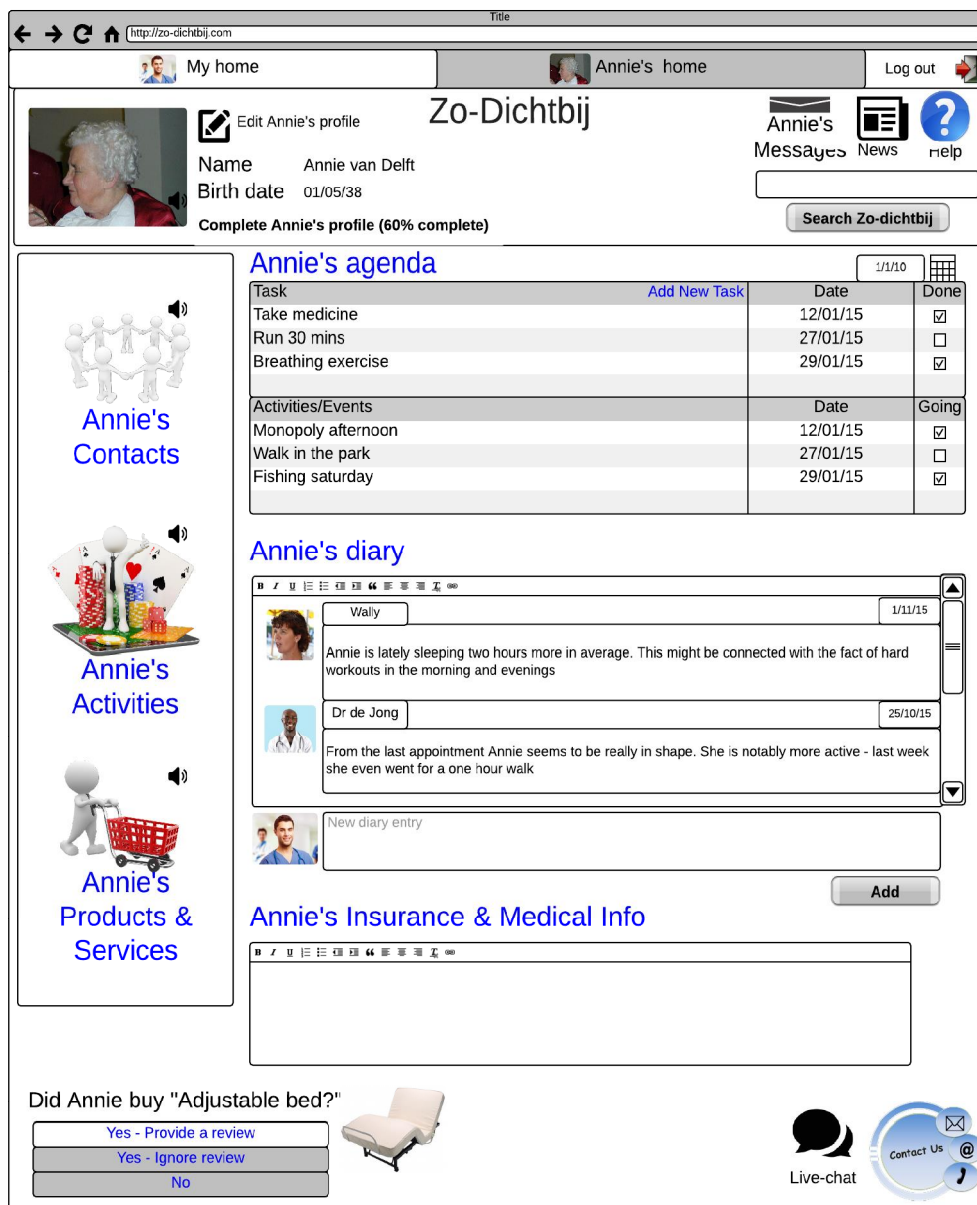 Title
http://zo-dichtbij.com
My home
Annie's home
Log out
Zo-Dichtbij
Edit Annie's profile
Name Annie van Delft
Birth date 01/05/38
Complete Annie's profile (60% complete)
Annie's
Messages
News
Help
Search Zo-dichtbij
Annie's
Contacts
Annie's
Activities
Annie's
Products &
Services
Annie's agenda
1/1/10
Task Add New Task Date Done
Take medicine 12/01/15
Run 30 mins 27/01/15
Breathing exercise 29/01/15
Activities/Events Date Going
Monopoly afternoon 12/01/15
Walk in the park 27/01/15
Fishing saturday 29/01/15
Annie's diary
B I U
Wally 1/11/15
Annie is lately sleeping two hours more in average. This might be connected with the fact of hard
workouts in the morning and evenings
Dr de Jong 25/10/15
From the last appointment Annie seems to be really in shape. She is notably more active - last week
she even went for a one hour walk
New diary entry
Add
Annie's Insurance & Medical Info
B I U
Did Annie buy "Adjustable bed?"
Yes - Provide a review
Yes - Ignore review
No
Live-chat
Contact Us
@